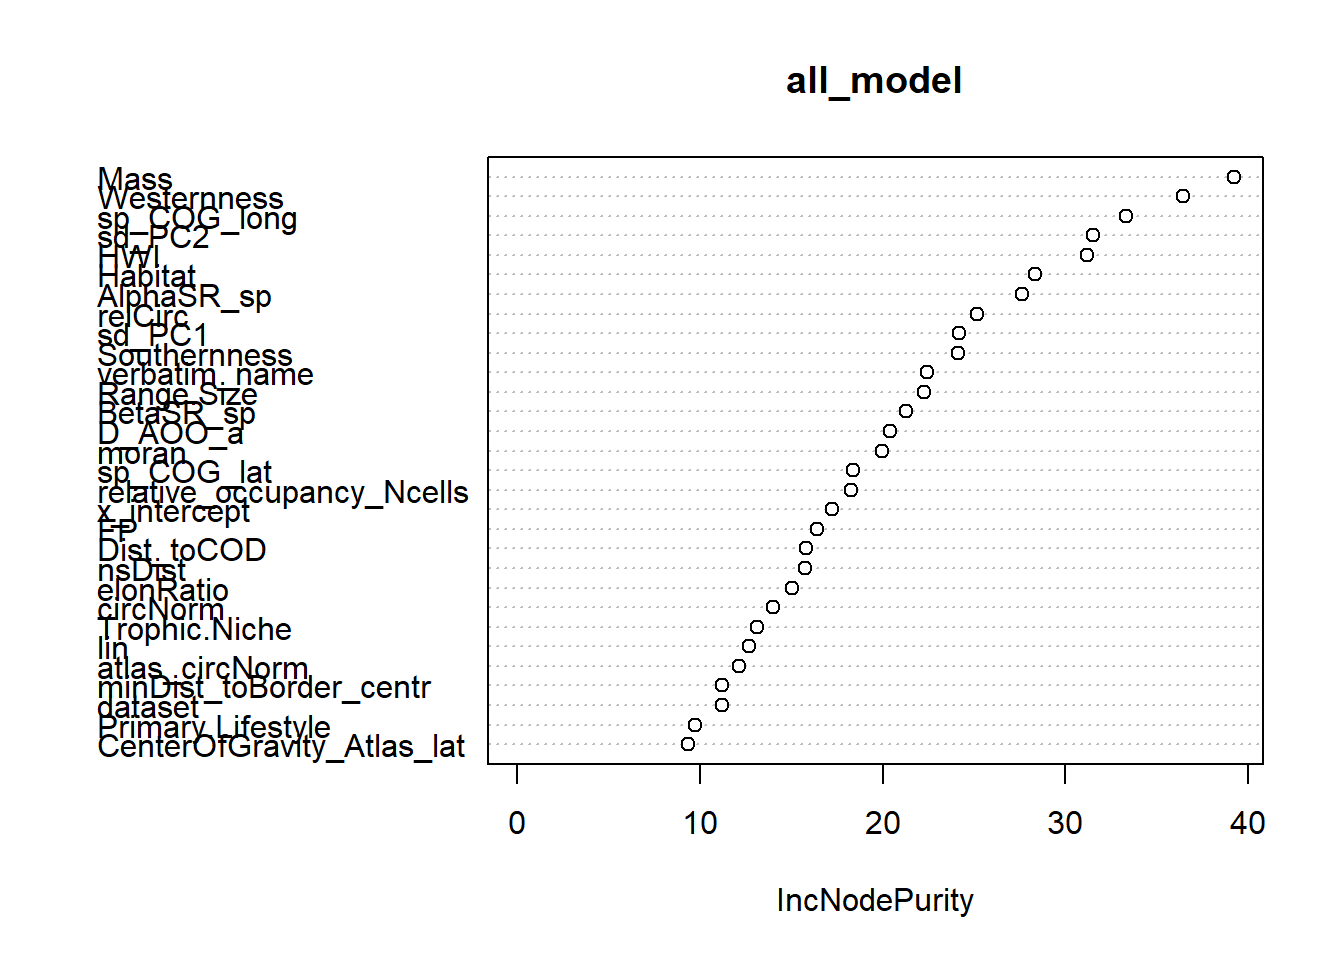 all_model
Mass
Westernness
sp_COG_long
sd_PC2
HWI
Habitat
AlphaSR_sp
relCirc
sd_PC1
Southernness
verbatim_name
Range.Size
BetaSR_sp
D_AOO_a
moran
sp_COG_lat
relative_occupancy_Ncells
x_intercept
FP
Dist_toCOD
nsDist
elonRatio
circNorm
Trophic.Niche
lin
atlas_circNorm
minDist_toBorder_centr
dataset
Primary.Lifestyle
CenterOfGravity_Atlas_lat
0 10 20 30 40
IncNodePurity